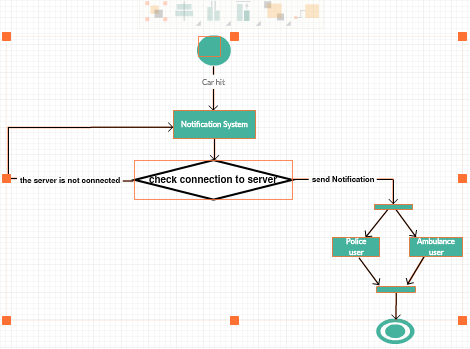 Car hit
Notification System
check connection to server
the server is not connected
send Notification
Police
user
Ambulance
user